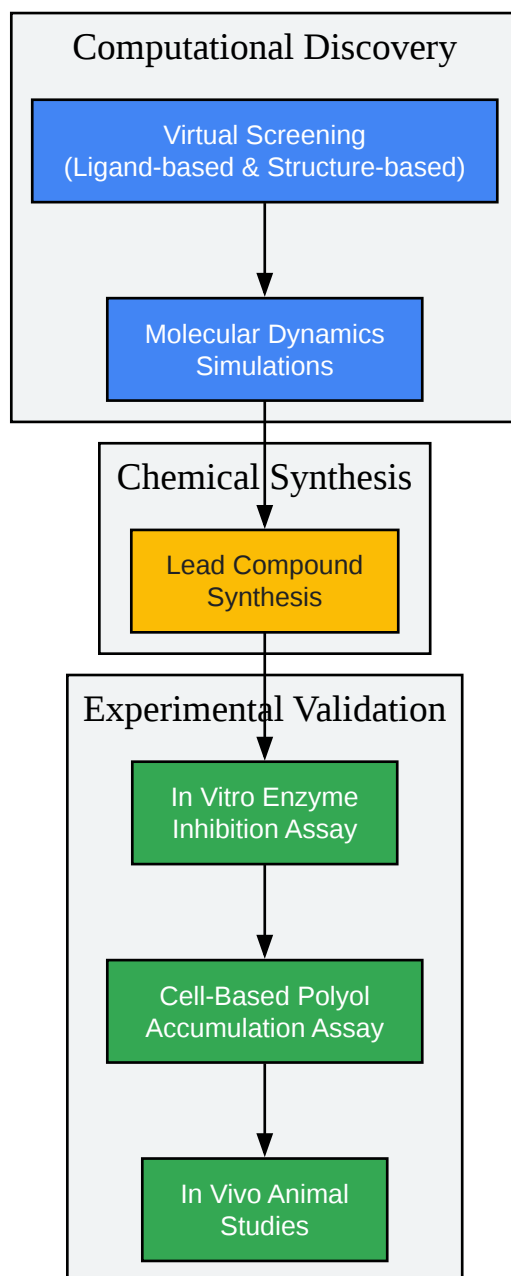 Computational Discovery
Virtual Screening
(Ligand-based & Structure-based)
Molecular Dynamics
Simulations
Chemical Synthesis
Lead Compound
Synthesis
Experimental Validation
In Vitro Enzyme
Inhibition Assay
Cell-Based Polyol
Accumulation Assay
In Vivo Animal
Studies